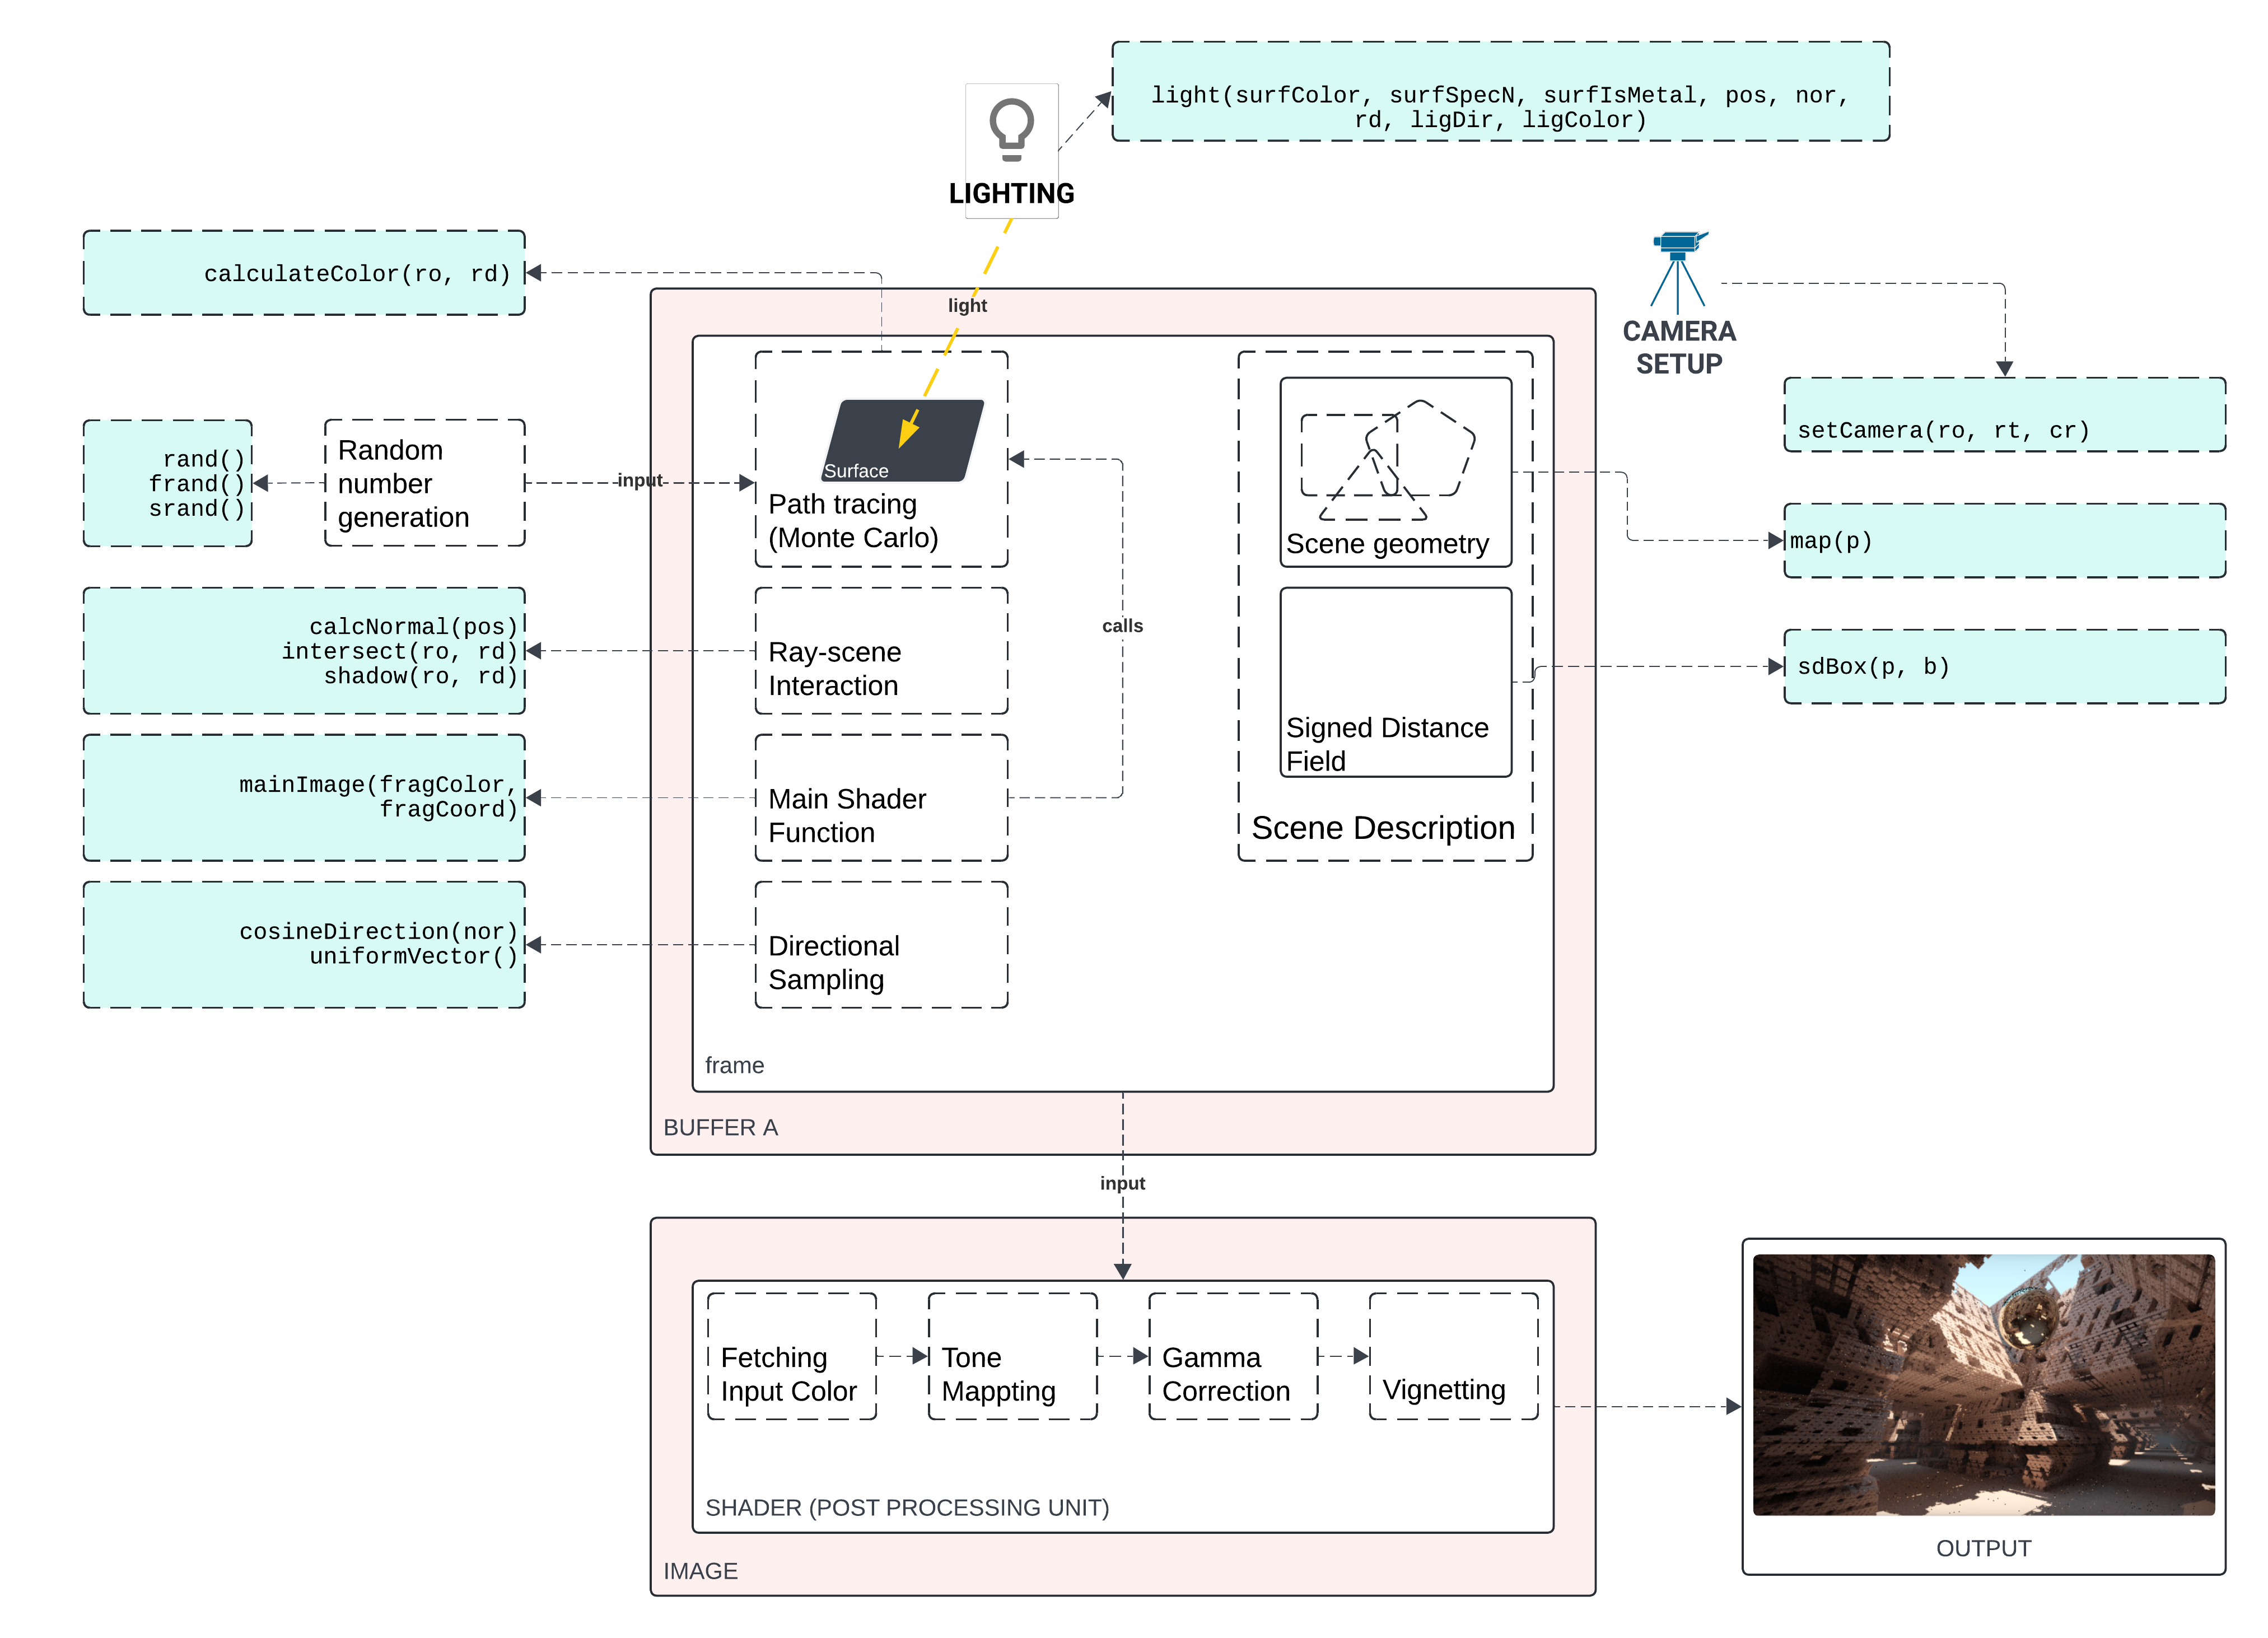 light(surfColor, surfSpecN, surfIsMetal, pos, nor,
rd, ligDir, ligColor)
LIGHTING
calculateColor(ro, rd)
light
CAMERA
SETUP
setCamera(ro, rt, cr)
rand()
frand()
srand()
Random
number
generation
input
Surface
Path tracing
(Monte Carlo)
Scene geometry
map(p)
calcNormal(pos)
intersect(ro, rd)
shadow(ro, rd)
Ray-scene
Interaction
calls
Signed Distance
Field
sdBox(p, b)
mainImage(fragColor,
fragCoord)
Main Shader
Function
Scene Description
cosineDirection(nor)
uniformVector()
Directional
Sampling
frame
BUFFER A
input
Fetching
Input Color
Tone
Mappting
Gamma
Correction
Vignetting
SHADER (POST PROCESSING UNIT)
IMAGE
OUTPUT